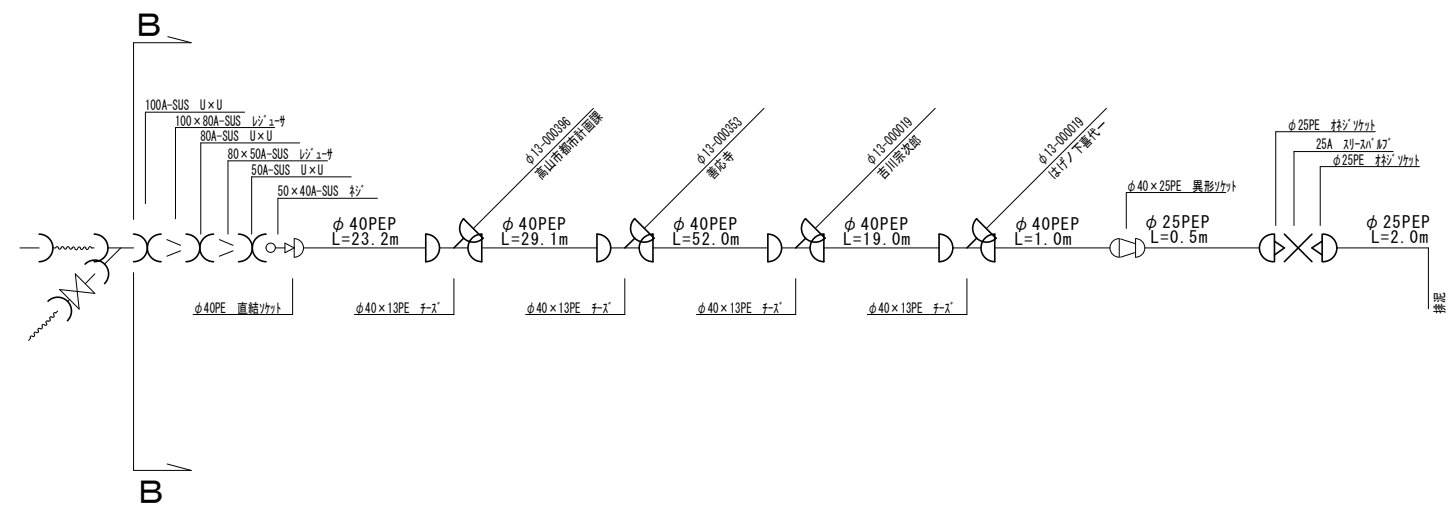 B
100A-SUS U×U
100×80A-SUS レジューサ
80A-SUS U×U
80×50A-SUS レジューサ
50A-SUS U×U
50×40A-SUS ネジ
φ40PE 直結ソケット
φ40PEP
L=23.2m
φ40×13PE チーズ
φ13-000396
高山市都市計画課
φ40PEP
L=29.1m
φ40×13PE チーズ
φ13-000353
善応寺
φ40PEP
L=52.0m
φ40×13PE チーズ
φ13-000019
吉川宗次郎
φ40PEP
L=19.0m
φ40×13PE チーズ
φ13-000019
はげノ下喜代一
φ40PEP
L=1.0m
φ40×25PE 異形ソケット
φ25PEP
L=0.5m
φ25PE オネジソケット
25A スリースバルブ
φ25PE オネジソケット
φ25PEP
L=2.0m
排泥
B